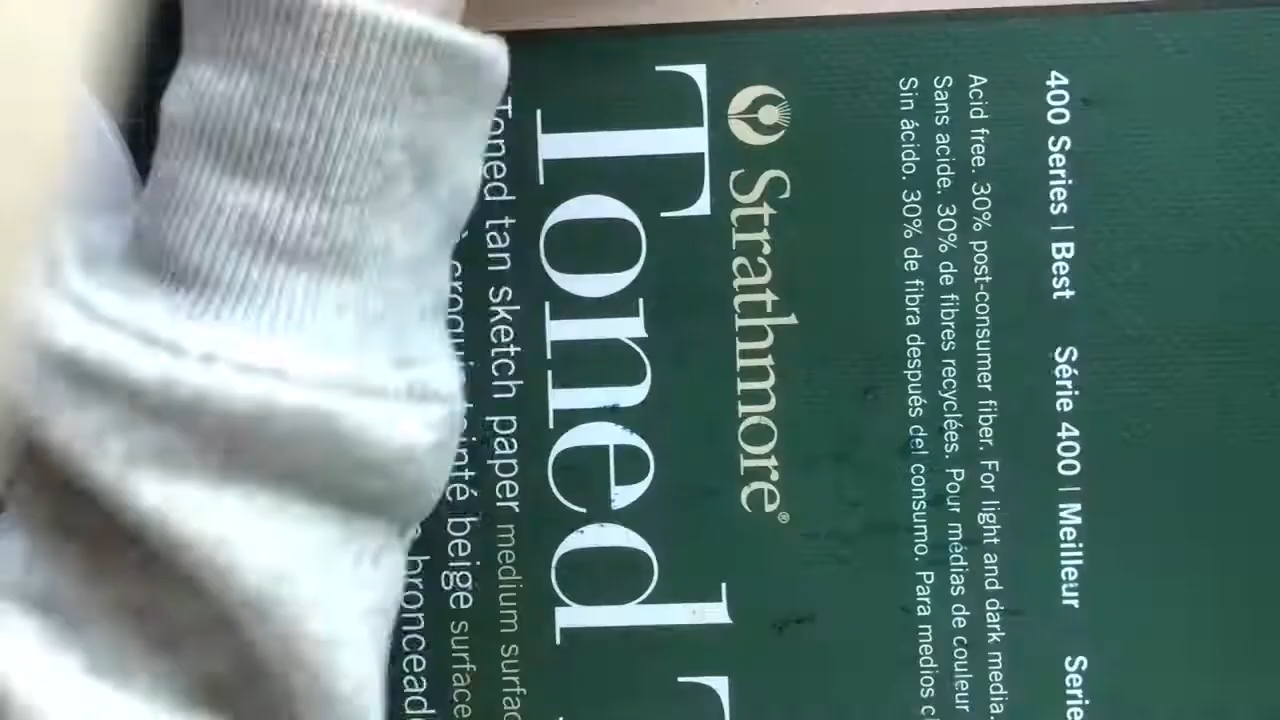 400 Series | Best Série 400 | Meilleur Serie
Acid free. 30% post-consumer fiber. For light and dark media.
Sans acide. 30% de fibres recyclées. Pour médias de couleur
Sin ácido. 30% de fibra después del consumo. Para medios
Strathmore®
Toned
Toned tan sketch paper medium
teinté beige surface